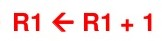 R1 ← R1 + 1